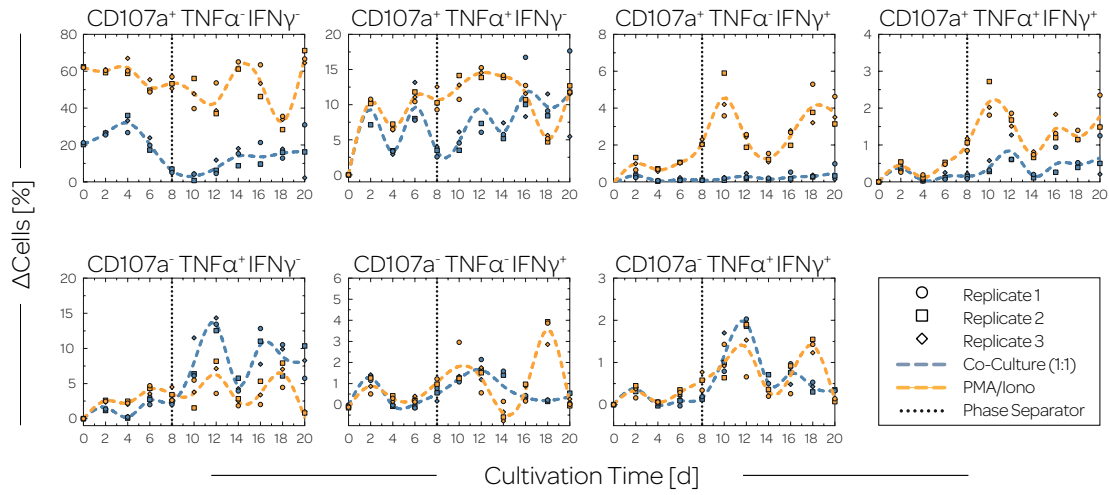 CD107a⁺ TNFα⁻ IFNγ⁻
CD107a⁺ TNFα⁺ IFNγ⁻
CD107a⁺ TNFα⁻ IFNγ⁺
CD107a⁺ TNFα⁺ IFNγ⁺
80
60
40
20
0
0 2 4 6 8 10 12 14 16 18 20
20
15
10
5
0
0 2 4 6 8 10 12 14 16 18 20
8
6
4
2
0
0 2 4 6 8 10 12 14 16 18 20
4
3
2
1
0
0 2 4 6 8 10 12 14 16 18 20
ΔCells [%]
CD107a⁻ TNFα⁺ IFNγ⁻
CD107a⁻ TNFα⁻ IFNγ⁺
CD107a⁻ TNFα⁺ IFNγ⁺
20
15
10
5
0
0 2 4 6 8 10 12 14 16 18 20
6
5
4
3
2
1
0
0 2 4 6 8 10 12 14 16 18 20
3
2
1
0
0 2 4 6 8 10 12 14 16 18 20
Replicate 1
Replicate 2
Replicate 3
Co-Culture (1:1)
PMA/Iono
Phase Separator
Cultivation Time [d]